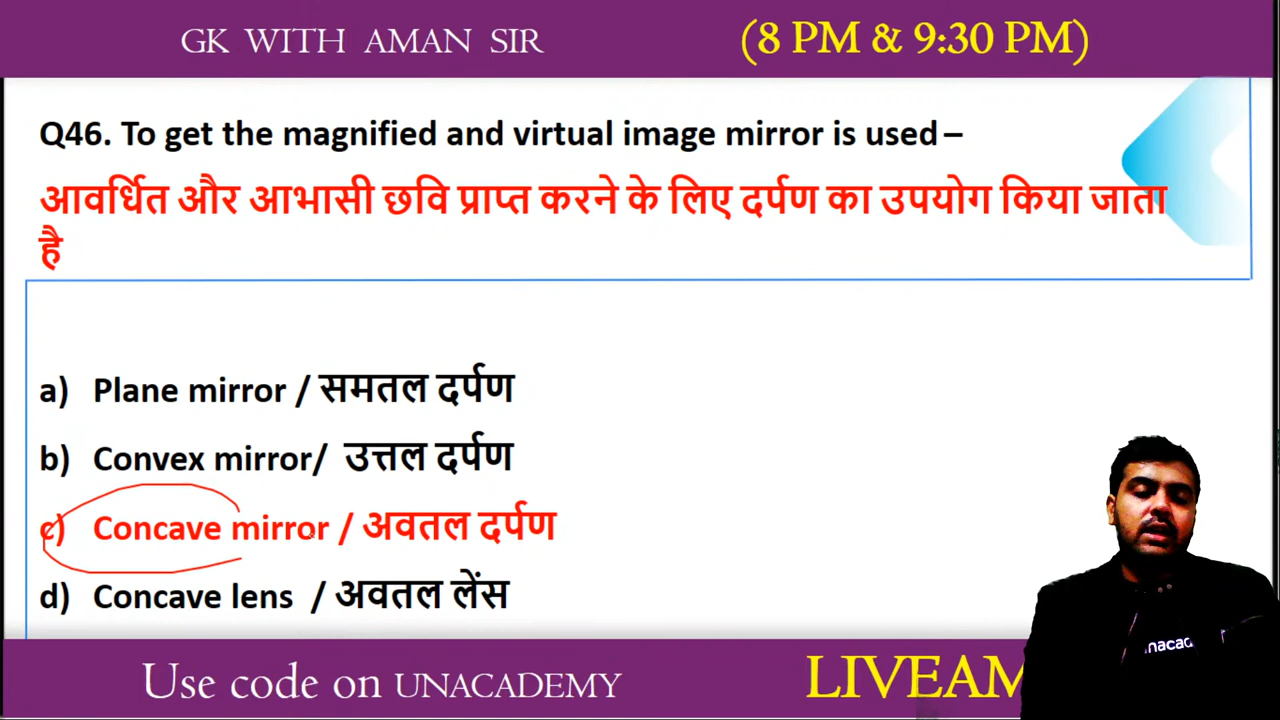 GK WITH AMAN SIR
(8 PM & 9:30 PM)
Q46. To get the magnified and virtual image mirror is used –
आवर्धित और आभासी छवि प्राप्त करने के लिए दर्पण का उपयोग किया जाता
है
a) Plane mirror / समतल दर्पण
b) Convex mirror/ उत्तल दर्पण
c) Concave mirror / अवतल दर्पण
d) Concave lens / अवतल लेंस
Use code on UNACADEMY